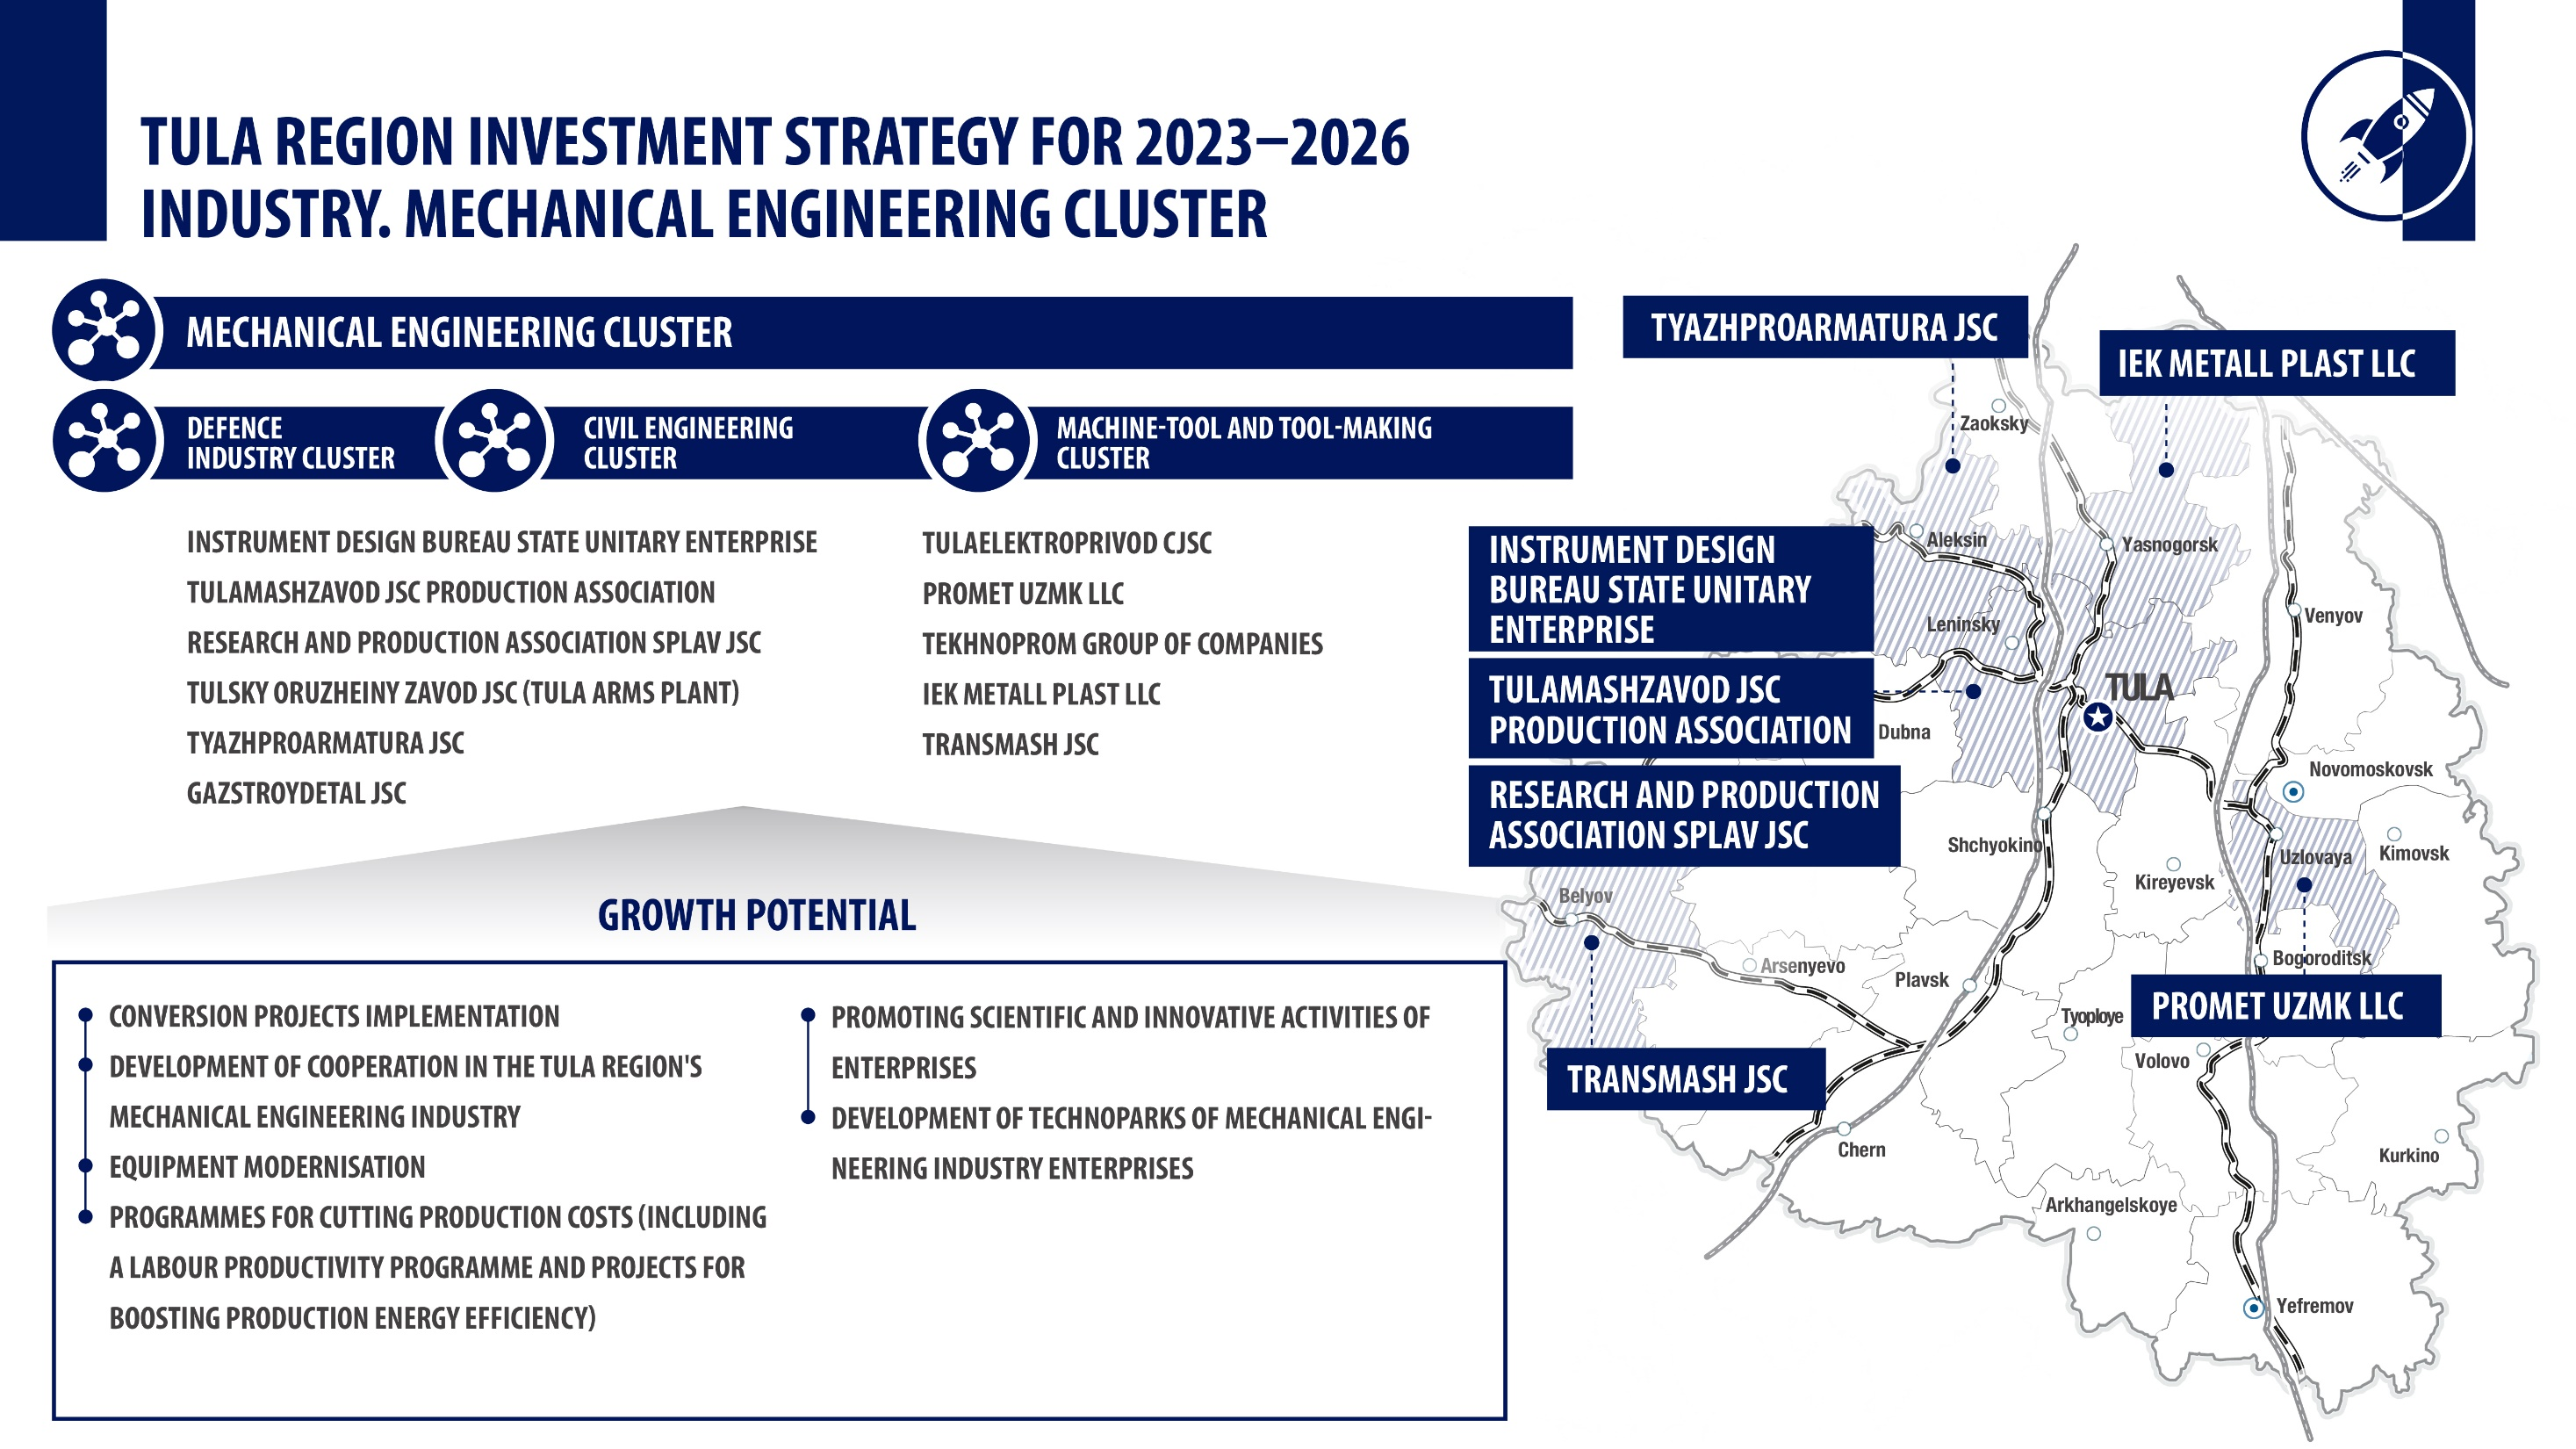 TULA REGION INVESTMENT STRATEGY FOR 2023–2026
INDUSTRY. MECHANICAL ENGINEERING CLUSTER
MECHANICAL ENGINEERING CLUSTER
DEFENCE
INDUSTRY CLUSTER
CIVIL ENGINEERING
CLUSTER
MACHINE-TOOL AND TOOL-MAKING
CLUSTER
INSTRUMENT DESIGN BUREAU STATE UNITARY ENTERPRISE
TULAMASHZAVOD JSC PRODUCTION ASSOCIATION
RESEARCH AND PRODUCTION ASSOCIATION SPLAV JSC
TULSKY ORUZHEINY ZAVOD JSC (TULA ARMS PLANT)
TYAZHPROARMATURA JSC
GAZSTROYDETAL JSC
TULAELEKTROPRIVOD CJSC
PROMET UZMK LLC
TEKHNOPROM GROUP OF COMPANIES
IEK METALL PLAST LLC
TRANSMASH JSC
GROWTH POTENTIAL
CONVERSION PROJECTS IMPLEMENTATION
DEVELOPMENT OF COOPERATION IN THE TULA REGION'S
MECHANICAL ENGINEERING INDUSTRY
EQUIPMENT MODERNISATION
PROGRAMMES FOR CUTTING PRODUCTION COSTS (INCLUDING
A LABOUR PRODUCTIVITY PROGRAMME AND PROJECTS FOR
BOOSTING PRODUCTION ENERGY EFFICIENCY)
PROMOTING SCIENTIFIC AND INNOVATIVE ACTIVITIES OF
ENTERPRISES
DEVELOPMENT OF TECHNOPARKS OF MECHANICAL ENGI-
NEERING INDUSTRY ENTERPRISES
TYAZHPROARMATURA JSC
IEK METALL PLAST LLC
Zaoksky
INSTRUMENT DESIGN
BUREAU STATE UNITARY
ENTERPRISE
Aleksin
Yasnogorsk
Leninsky
Venyov
TULAMASHZAVOD JSC
PRODUCTION ASSOCIATION
TULA
Dubna
RESEARCH AND PRODUCTION
ASSOCIATION SPLAV JSC
Novomoskovsk
Shchyokino
Uzlovaya
Kimovsk
Kireyevsk
Belyov
Arsenyevo
Plavsk
Bogoroditsk
PROMET UZMK LLC
Tyoploye
Volovo
TRANSMASH JSC
Chern
Kurkino
Arkhangelskoye
Yefremov